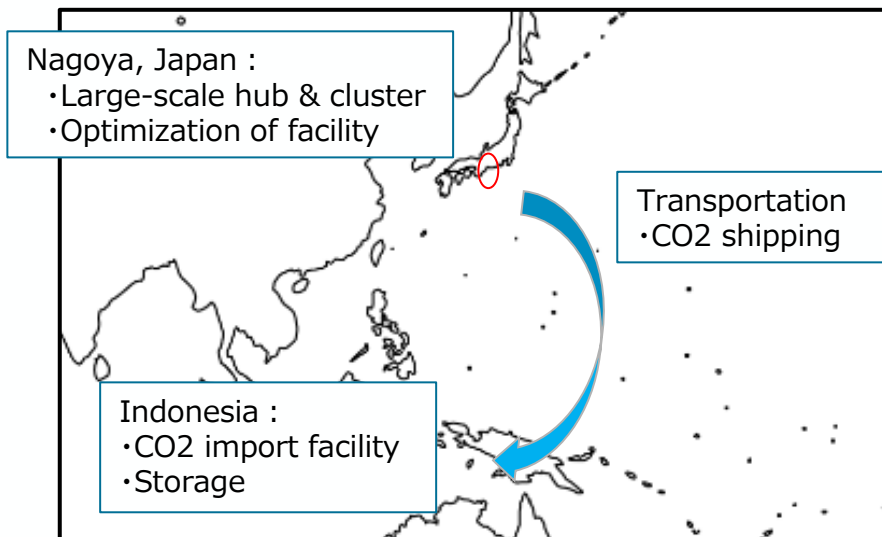 Nagoya, Japan :
・Large-scale hub & cluster
・Optimization of facility
Transportation
・CO2 shipping
Indonesia :
・CO2 import facility
・Storage